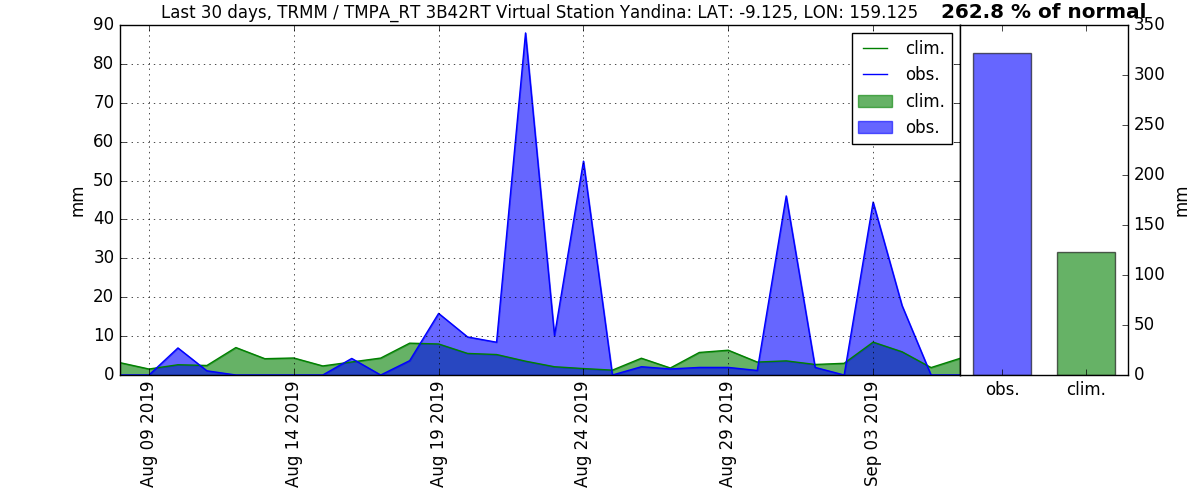 Last 30 days, TRMM / TMPA_RT 3B42RT Virtual Station Yandina: LAT: -9.125, LON: 159.125
262.8 % of normal
90
80
70
60
50
40
30
20
10
0
mm
clim.
obs.
clim.
obs.
350
300
250
200
150
100
50
0
mm
obs.
clim.
Aug 09 2019
Aug 14 2019
Aug 19 2019
Aug 24 2019
Aug 29 2019
Sep 03 2019